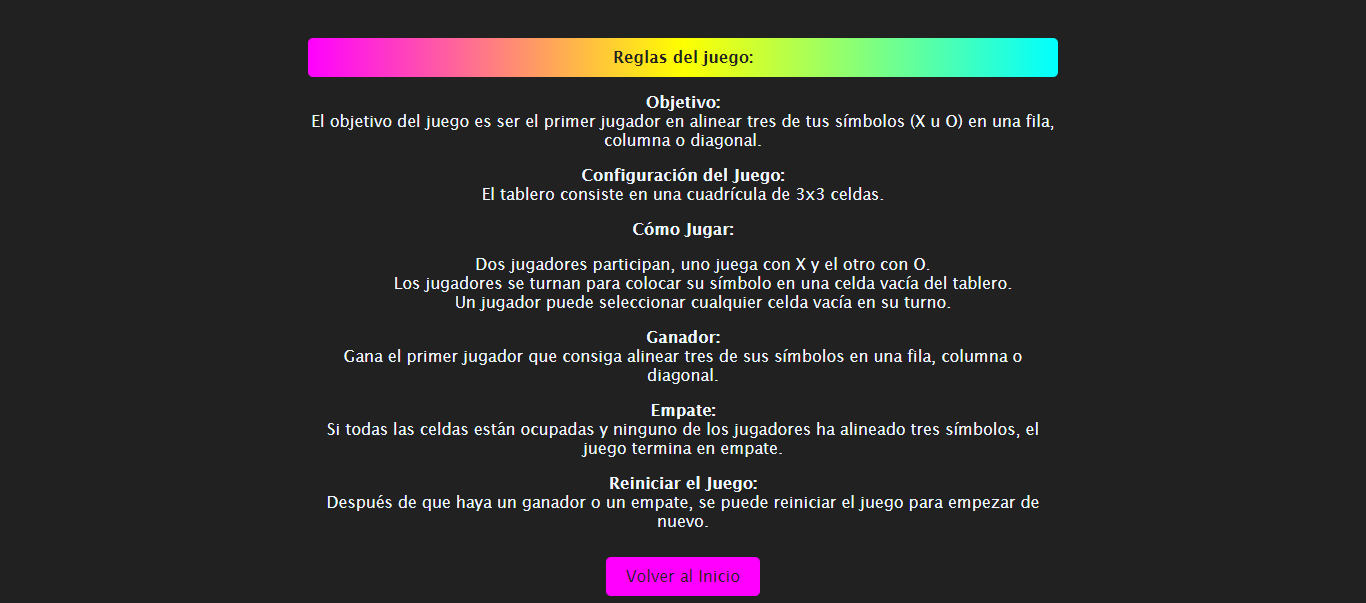 Reglas del juego:
Objetivo:
El objetivo del juego es ser el primer jugador en alinear tres de tus símbolos (X u O) en una fila,
columna o diagonal.
Configuración del Juego:
El tablero consiste en una cuadrícula de 3x3 celdas.
Cómo Jugar:
Dos jugadores participan, uno juega con X y el otro con O.
Los jugadores se turnan para colocar su símbolo en una celda vacía del tablero.
Un jugador puede seleccionar cualquier celda vacía en su turno.
Ganador:
Gana el primer jugador que consiga alinear tres de sus símbolos en una fila, columna o
diagonal.
Empate:
Si todas las celdas están ocupadas y ninguno de los jugadores ha alineado tres símbolos, el
juego termina en empate.
Reiniciar el Juego:
Después de que haya un ganador o un empate, se puede reiniciar el juego para empezar de
nuevo.
Volver al Inicio